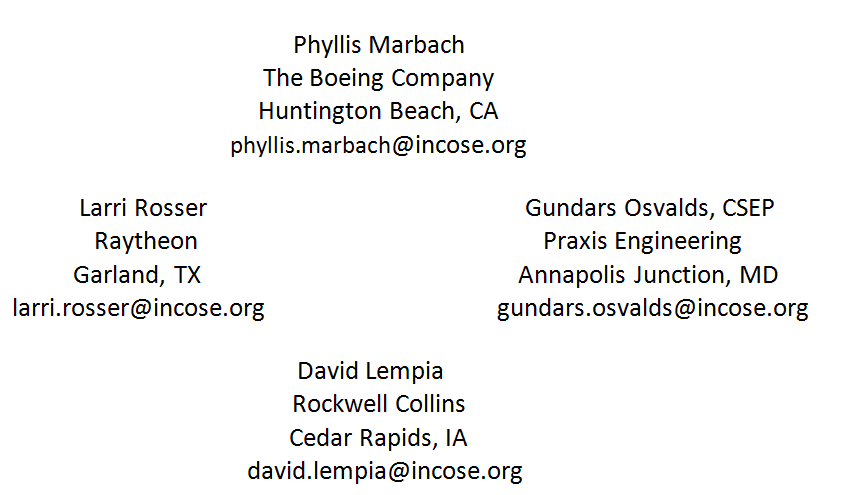 Phyllis Marbach
The Boeing Company
Huntington Beach, CA
phyllis.marbach@incose.org
Larri Rosser
Raytheon
Garland, TX
larri.rosser@incose.org
Gundars Osvalds, CSEP
Praxis Engineering
Annapolis Junction, MD
gundars.osvalds@incose.org
David Lempia
Rockwell Collins
Cedar Rapids, IA
david.lempia@incose.org